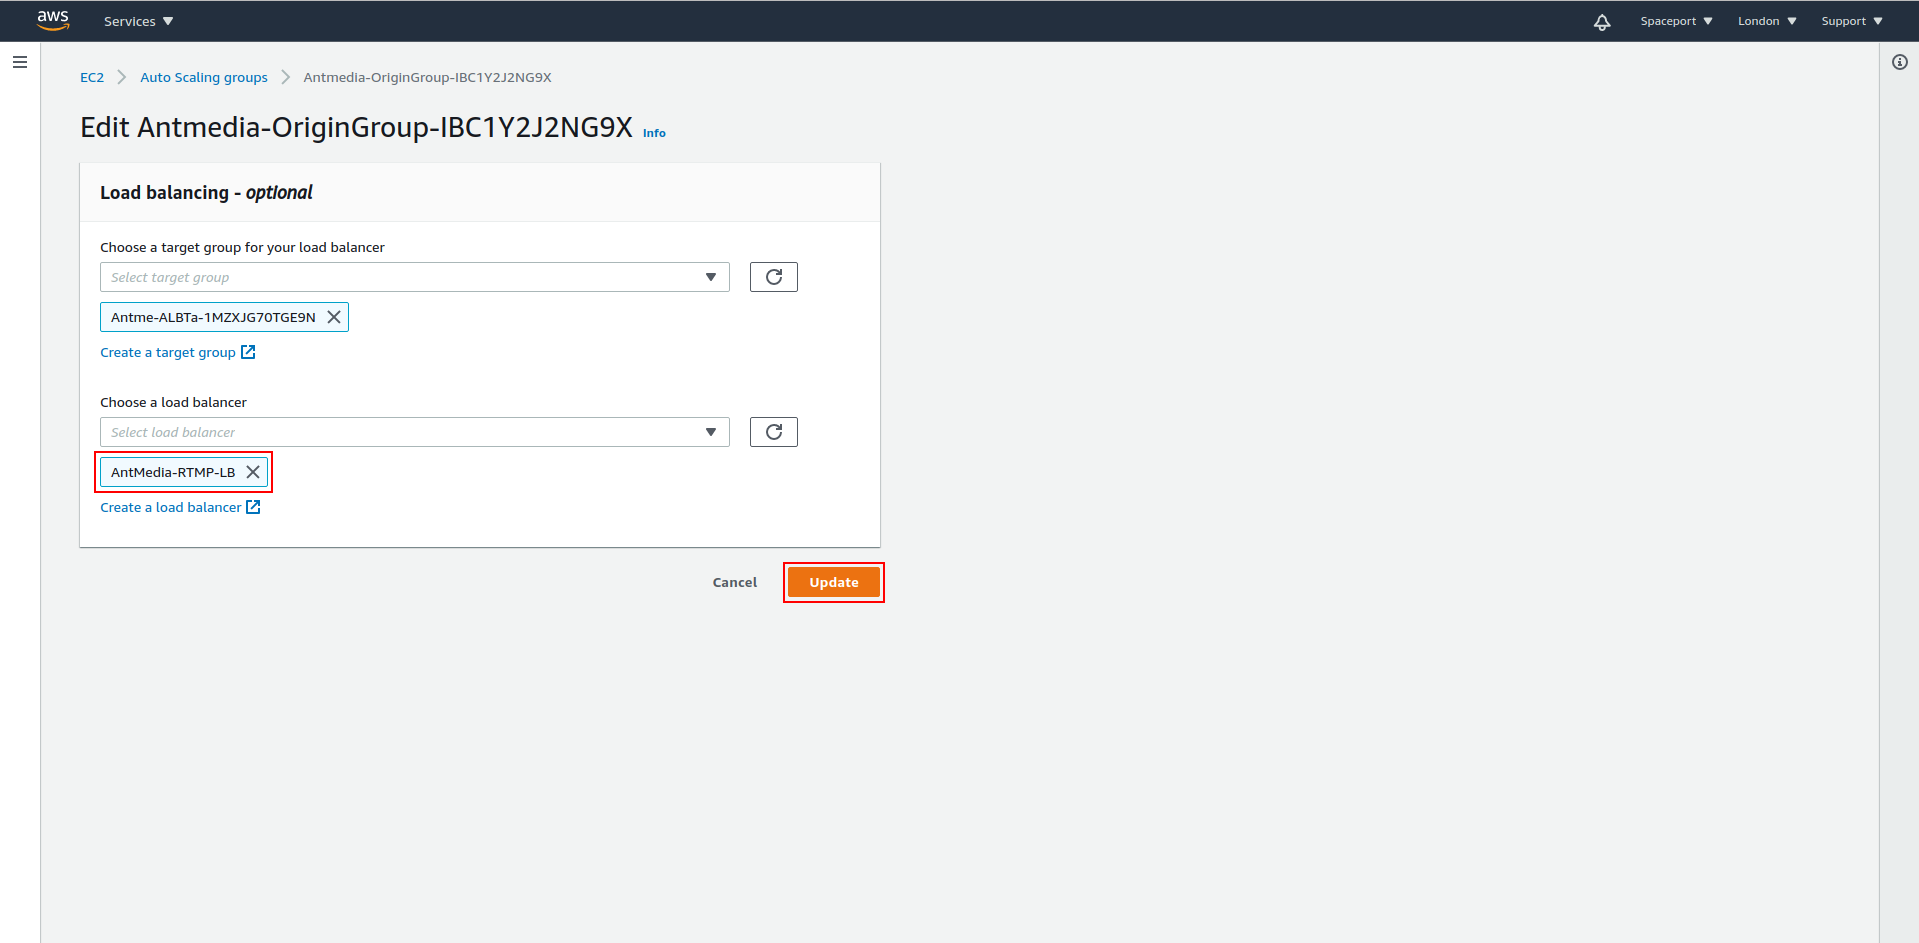 aws Services Spaceport London Support
EC2 Auto Scaling groups Antmedia-OriginGroup-IBC1Y2J2NG9X
Edit Antmedia-OriginGroup-IBC1Y2J2NG9X Info
Load balancing - optional
Choose a target group for your load balancer
Select target group
Antme-ALBTa-1MZXJG70TGE9N
Create a target group
Choose a load balancer
Select load balancer
AntMedia-RTMP-LB
Create a load balancer
Cancel Update